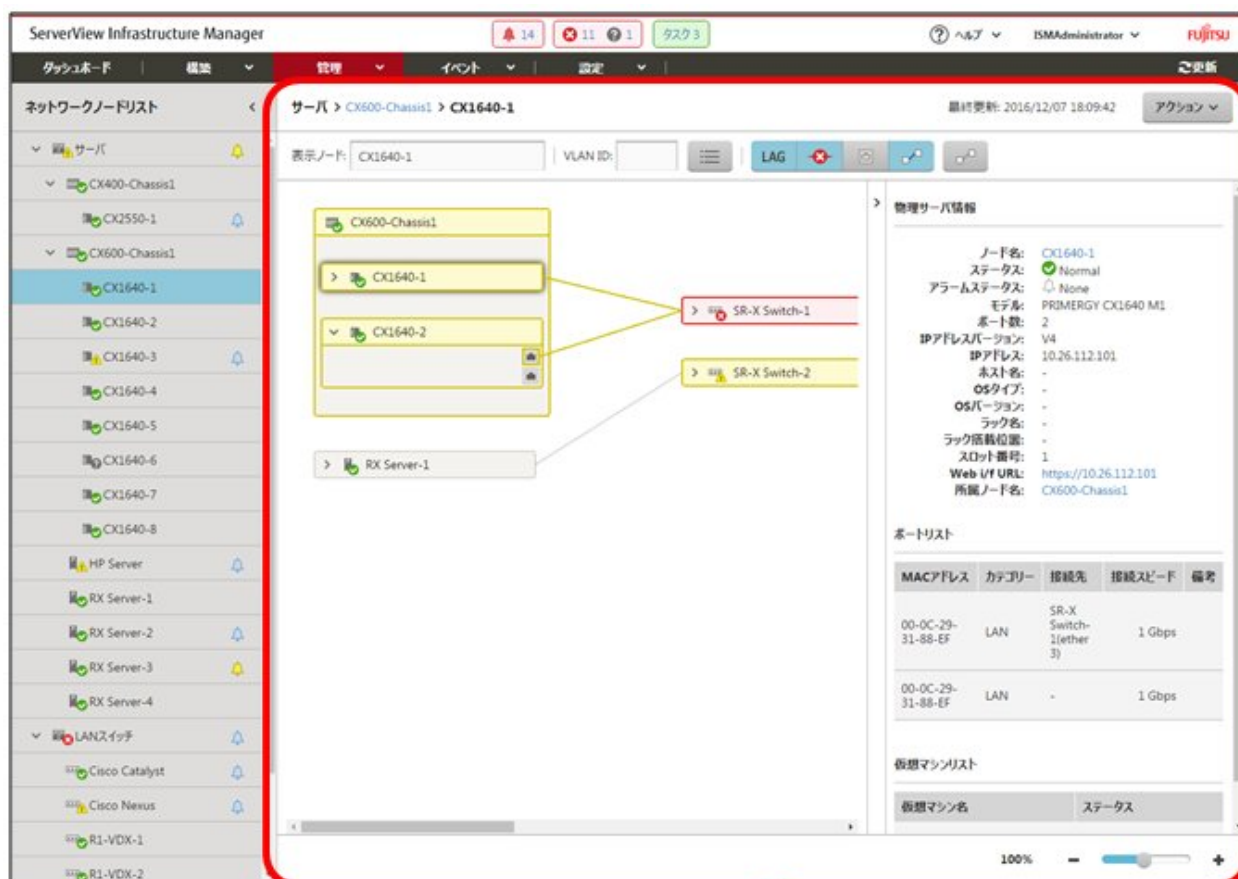 ServerView Infrastructure Manager
14
11 1
タスク 3
ヘルプ
ISMAdministrator
FUJITSU
ダッシュボード
構築
管理
イベント
設定
更新
ネットワークノードリスト
サーバ > CX600-Chassis1 > CX1640-1
最終更新: 2016/12/07 18:09:42
アクション
サーバ
CX400-Chassis1
CX2550-1
CX600-Chassis1
CX1640-1
CX1640-2
CX1640-3
CX1640-4
CX1640-5
CX1640-6
CX1640-7
CX1640-8
HP Server
RX Server-1
RX Server-2
RX Server-3
RX Server-4
LANスイッチ
Cisco Catalyst
Cisco Nexus
R1-VDX-1
R1-VDX-2
表示ノード: CX1640-1
VLAN ID:
LAG
CX600-Chassis1
CX1640-1
CX1640-2
SR-X Switch-1
SR-X Switch-2
RX Server-1
物理サーバ情報
ノード名: CX1640-1
ステータス: Normal
アラームステータス: None
モデル: PRIMERGY CX1640 M1
ポート数: 2
IPアドレスバージョン: V4
IPアドレス: 10.26.112.101
ホスト名: -
OSタイプ: -
OSバージョン: -
ラック名: -
ラック搭載位置: -
スロット番号: 1
Web i/f URL: https://10.26.112.101
所属ノード名: CX600-Chassis1
ポートリスト
MACアドレス カテゴリー 接続先 接続スピード 備考
00-0C-29-31-88-EF LAN SR-X Switch-1(ether 3) 1 Gbps
00-0C-29-31-88-EF LAN - 1 Gbps
仮想マシンリスト
仮想マシン名 ステータス
100%